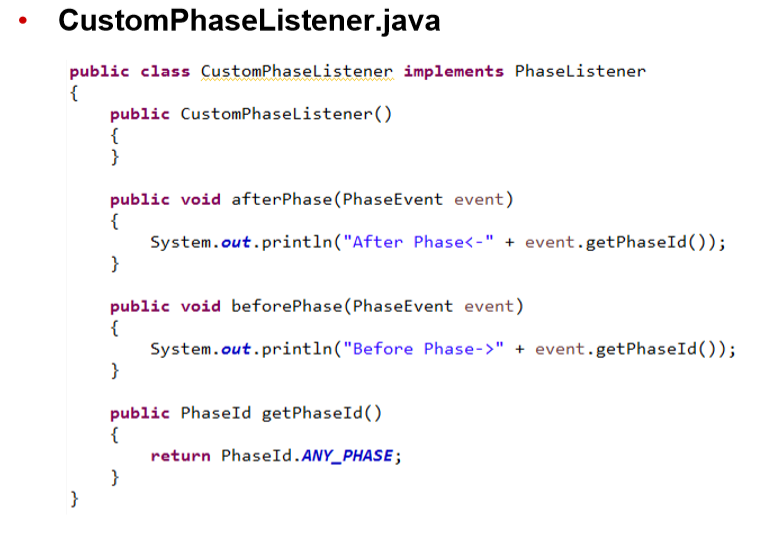 • CustomPhaseListener.java
public class CustomPhaseListener implements PhaseListener
{
public CustomPhaseListener()
{
}
public void afterPhase(PhaseEvent event)
{
System.out.println("After Phase<-" + event.getPhaseId());
}
public void beforePhase(PhaseEvent event)
{
System.out.println("Before Phase->" + event.getPhaseId());
}
public PhaseId getPhaseId()
{
return PhaseId.ANY_PHASE;
}
}